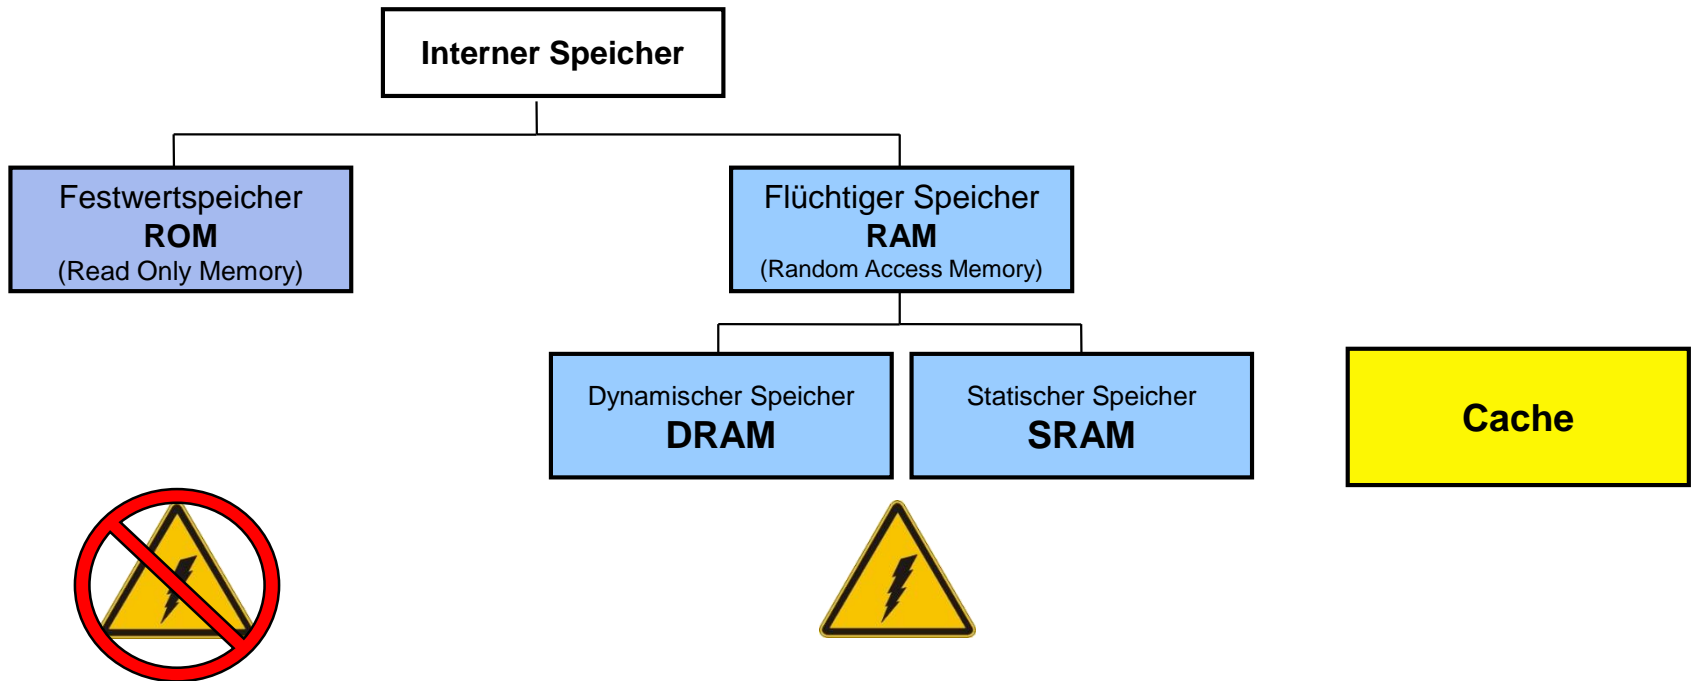 Interner Speicher
Festwertspeicher
ROM
(Read Only Memory)
Flüchtiger Speicher
RAM
(Random Access Memory)
Dynamischer Speicher
DRAM
Statischer Speicher
SRAM
Cache